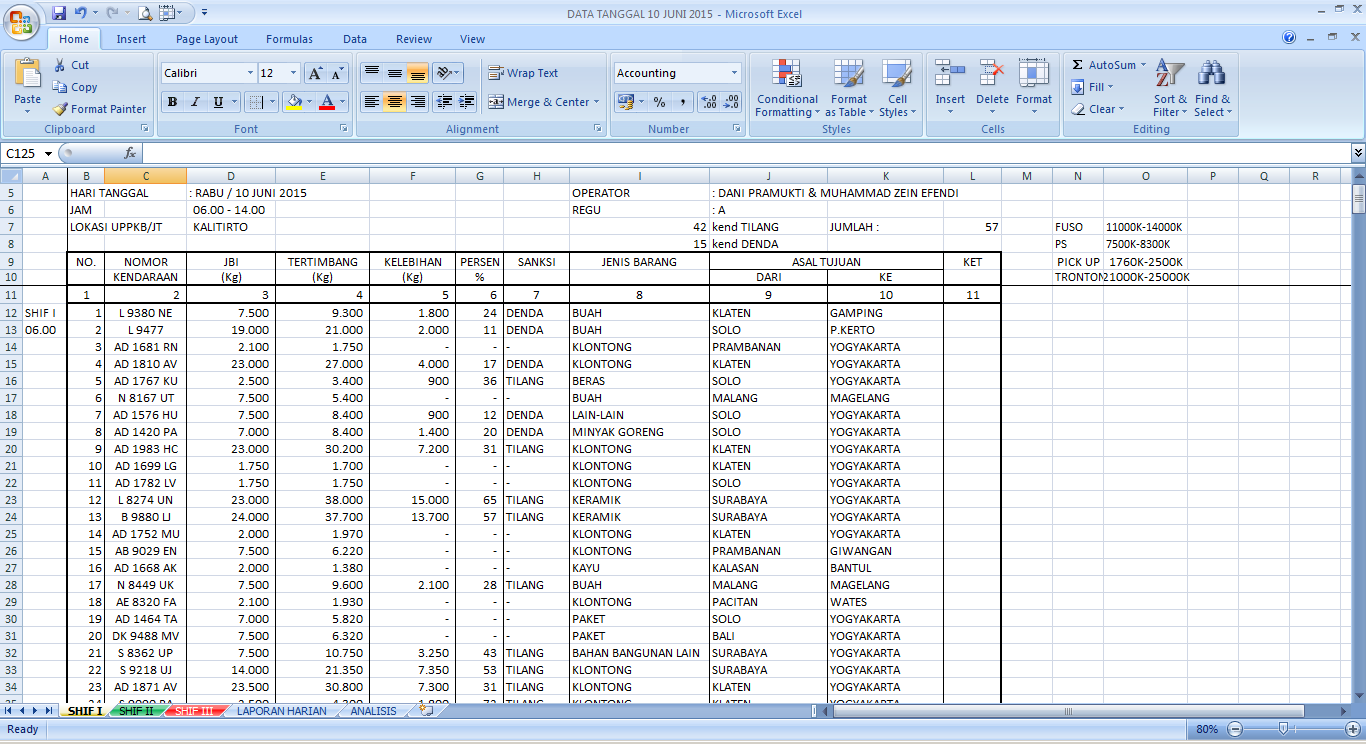 DATA TANGGAL 10 JUNI 2015 - Microsoft Excel
Home Insert Page Layout Formulas Data Review View
Paste Cut Copy Format Painter Clipboard
Calibri 12 A A B I U A Font
Wrap Text Merge & Center Alignment
Accounting % , Number
Conditional Formatting Format as Table Cell Styles Styles
Insert Delete Format Cells
Σ AutoSum Fill Clear Sort & Filter Find & Select Editing
C125 fx
A B C D E F G H I J K L M N O P Q R
5 HARI TANGGAL : RABU / 10 JUNI 2015 OPERATOR : DANI PRAMUKTI & MUHAMMAD ZEIN EFENDI
6 JAM 06.00 - 14.00 REGU : A
7 LOKASI UPPKB/JT KALITIRTO 42 kend TILANG JUMLAH : 57 FUSO 11000K-14000K
8 15 kend DENDA PS 7500K-8300K
9 NO. NOMOR JBI TERTIMBANG KELEBIHAN PERSEN SANKSI JENIS BARANG ASAL TUJUAN KET PICK UP 1760K-2500K
10 KENDARAAN (Kg) (Kg) (Kg) % DARI KE TRONTON 21000K-25000K
11 1 2 3 4 5 6 7 8 9 10 11
12 SHIF I 1 L 9380 NE 7.500 9.300 1.800 24 DENDA BUAH KLATEN GAMPING
13 06.00 2 L 9477 19.000 21.000 2.000 11 DENDA BUAH SOLO P.KERTO
14 3 AD 1681 RN 2.100 1.750 - - - KLONTONG PRAMBANAN YOGYAKARTA
15 4 AD 1810 AV 23.000 27.000 4.000 17 DENDA KLONTONG KLATEN YOGYAKARTA
16 5 AD 1767 KU 2.500 3.400 900 36 TILANG BERAS SOLO YOGYAKARTA
17 6 N 8167 UT 7.500 5.400 - - - BUAH MALANG MAGELANG
18 7 AD 1576 HU 7.500 8.400 900 12 DENDA LAIN-LAIN SOLO YOGYAKARTA
19 8 AD 1420 PA 7.000 8.400 1.400 20 DENDA MINYAK GORENG SOLO YOGYAKARTA
20 9 AD 1983 HC 23.000 30.200 7.200 31 TILANG KLONTONG KLATEN YOGYAKARTA
21 10 AD 1699 LG 1.750 1.700 - - - KLONTONG KLATEN YOGYAKARTA
22 11 AD 1782 LV 1.750 1.750 - - - KLONTONG SOLO YOGYAKARTA
23 12 L 8274 UN 23.000 38.000 15.000 65 TILANG KERAMIK SURABAYA YOGYAKARTA
24 13 B 9880 LJ 24.000 37.700 13.700 57 TILANG KERAMIK SURABAYA YOGYAKARTA
25 14 AD 1752 MU 2.000 1.970 - - - KLONTONG KLATEN YOGYAKARTA
26 15 AB 9029 EN 7.500 6.220 - - - KLONTONG PRAMBANAN GIWANGAN
27 16 AD 1668 AK 2.000 1.380 - - - KAYU KALASAN BANTUL
28 17 N 8449 UK 7.500 9.600 2.100 28 TILANG BUAH MALANG MAGELANG
29 18 AE 8320 FA 2.100 1.930 - - - KLONTONG PACITAN WATES
30 19 AD 1464 TA 7.000 5.820 - - - PAKET SOLO YOGYAKARTA
31 20 DK 9488 MV 7.500 6.320 - - - PAKET BALI YOGYAKARTA
32 21 S 8362 UP 7.500 10.750 3.250 43 TILANG BAHAN BANGUNAN LAIN SURABAYA YOGYAKARTA
33 22 S 9218 UJ 14.000 21.350 7.350 53 TILANG KLONTONG SURABAYA YOGYAKARTA
34 23 AD 1871 AV 23.500 30.800 7.300 31 TILANG KLONTONG KLATEN YOGYAKARTA
SHIF I SHIF II SHIF III LAPORAN HARIAN ANALISIS
Ready 80%